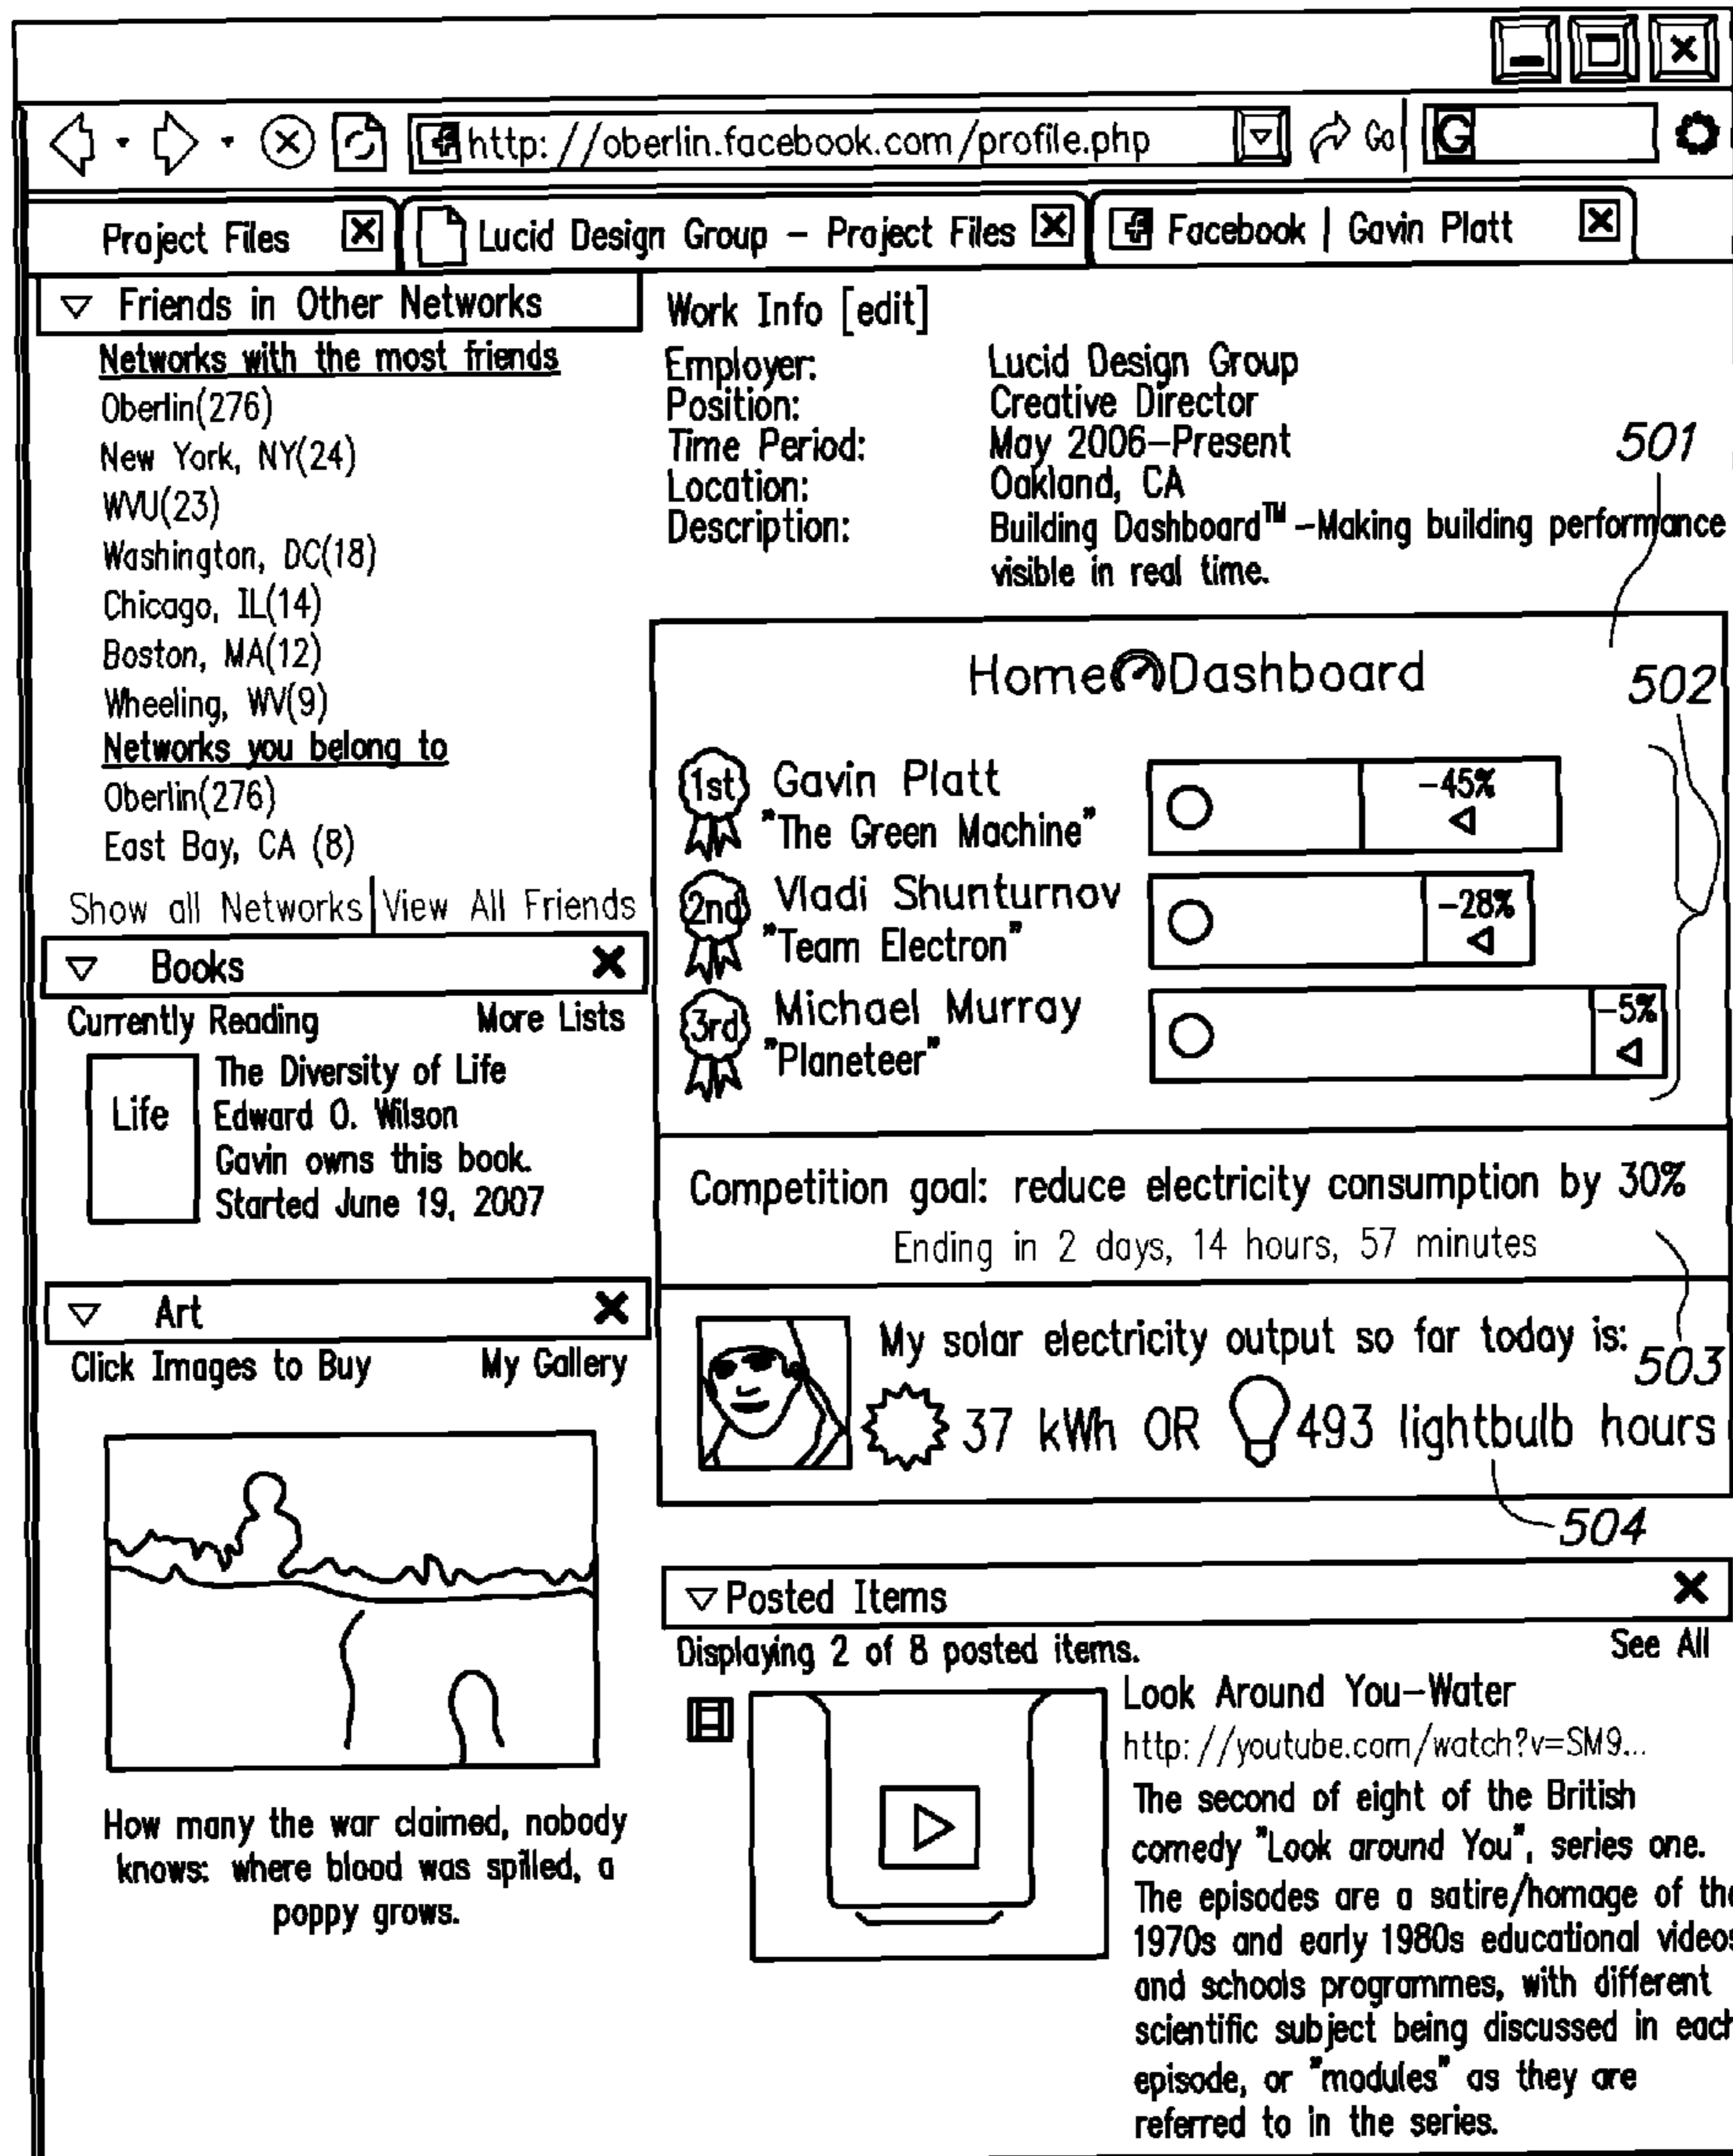 http://oberlin.facebook.com/profile.php
Go
G
Project Files
Lucid Design Group - Project Files
Facebook | Gavin Platt
Friends in Other Networks
Networks with the most friends
Oberlin(276)
New York, NY(24)
WVU(23)
Washington, DC(18)
Chicago, IL(14)
Boston, MA(12)
Wheeling, WV(9)
Networks you belong to
Oberlin(276)
East Bay, CA (8)
Show all Networks|View All Friends
Books
Currently Reading More Lists
Life
The Diversity of Life
Edward O. Wilson
Gavin owns this book.
Started June 19, 2007
Art
Click Images to Buy My Gallery
How many the war claimed, nobody
knows: where blood was spilled, a
poppy grows.
Work Info [edit]
Employer: Lucid Design Group
Position: Creative Director
Time Period: May 2006-Present
Location: Oakland, CA
Description: Building Dashboard™-Making building performance
visible in real time.
501
Home Dashboard
502
1st Gavin Platt -45%
"The Green Machine"
2nd Vladi Shunturnov -28%
"Team Electron"
3rd Michael Murray -5%
"Planeteer"
Competition goal: reduce electricity consumption by 30%
Ending in 2 days, 14 hours, 57 minutes
503
My solar electricity output so far today is:
37 kWh OR 493 lightbulb hours
504
Posted Items
Displaying 2 of 8 posted items. See All
Look Around You-Water
http://youtube.com/watch?v=SM9...
The second of eight of the British
comedy "Look around You", series one.
The episodes are a satire/homage of the
1970s and early 1980s educational videos
and schools programmes, with different
scientific subject being discussed in each
episode, or "modules" as they are
referred to in the series.